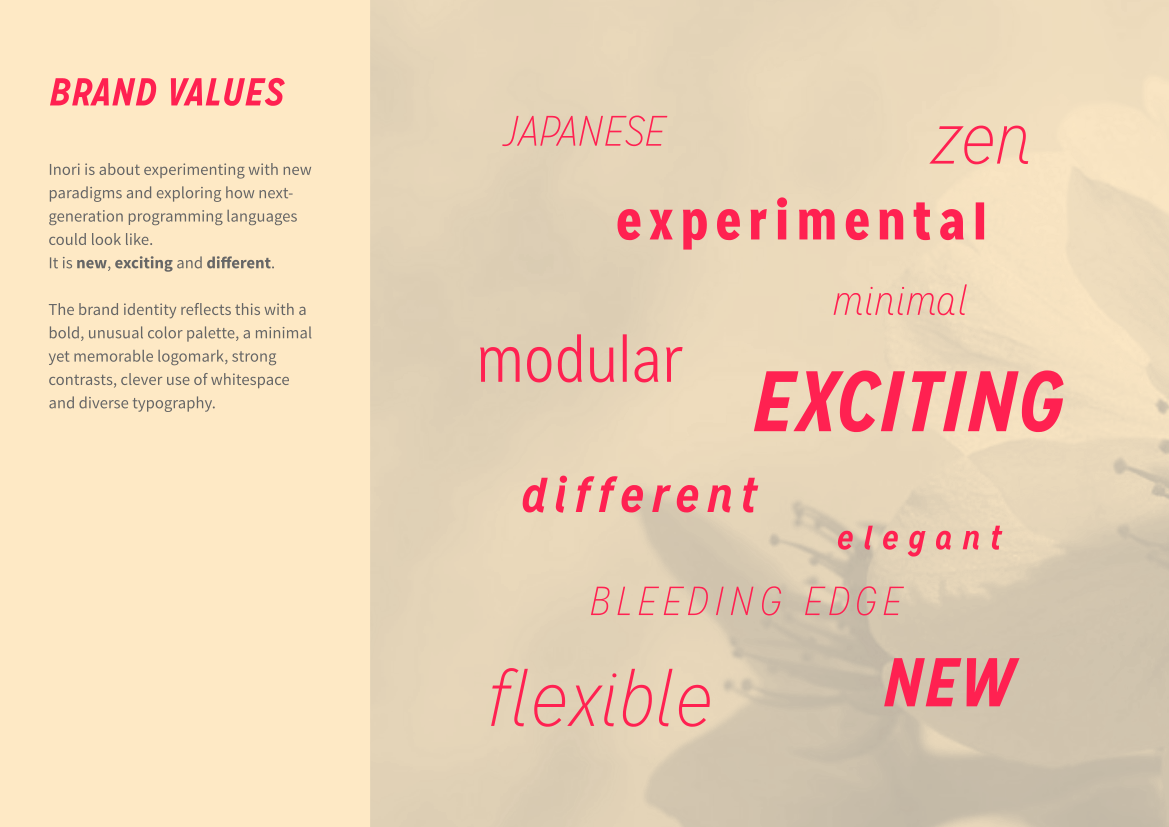 BRAND VALUES
Inori is about experimenting with new
paradigms and exploring how next-
generation programming languages
could look like.
It is new, exciting and different.
The brand identity reflects this with a
bold, unusual color palette, a minimal
yet memorable logomark, strong
contrasts, clever use of whitespace
and diverse typography.
JAPANESE
zen
experimental
minimal
modular
EXCITING
different
elegant
BLEEDING EDGE
flexible
NEW